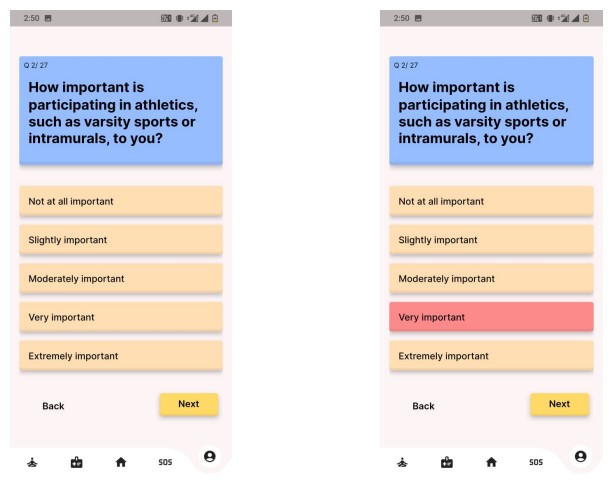 2:50
Q 2/ 27
How important is
participating in athletics,
such as varsity sports or
intramurals, to you?
Not at all important
Slightly important
Moderately important
Very important
Extremely important
Back Next
SOS
2:50
Q 2/ 27
How important is
participating in athletics,
such as varsity sports or
intramurals, to you?
Not at all important
Slightly important
Moderately important
Very important
Extremely important
Back Next
SOS